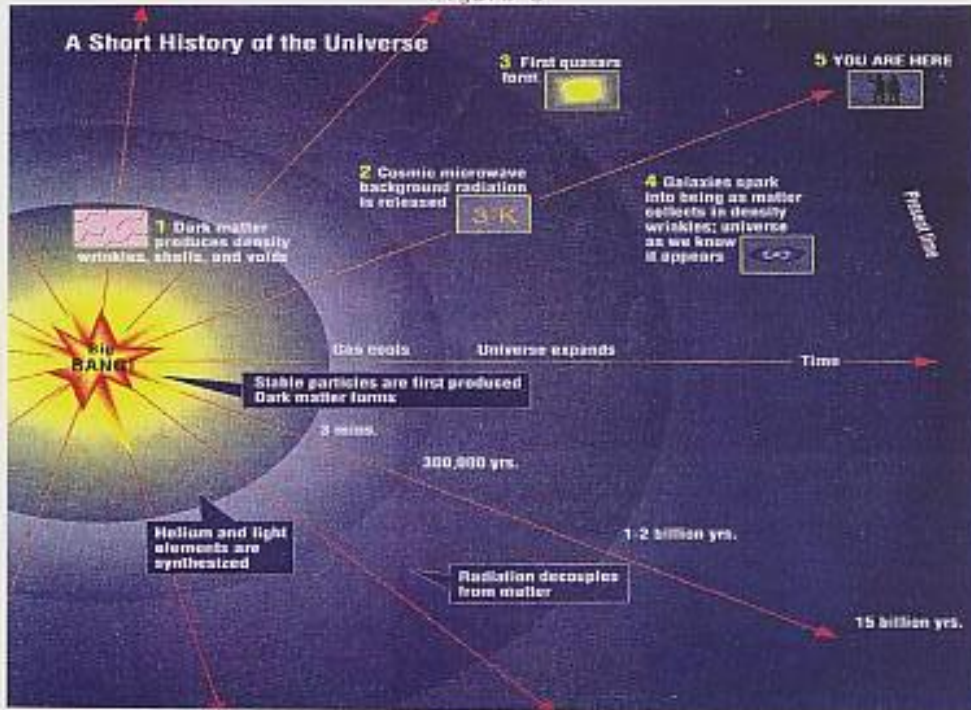 A Short History of the Universe
3 First quasars
form
5 YOU ARE HERE
2 Cosmic microwave
background radiation
is released
3°K
4 Galaxies spark
into being as matter
collects in density
wrinkles; universe
as we know
it appears
Present time
1 Dark matter
produces density
wrinkles, shells, and voids
Big
BANG!
Gas cools
Universe expands
Time
Stable particles are first produced
Dark matter forms
3 mins.
300,000 yrs.
Helium and light
elements are
synthesized
1-2 billion yrs.
Radiation decouples
from matter
15 billion yrs.